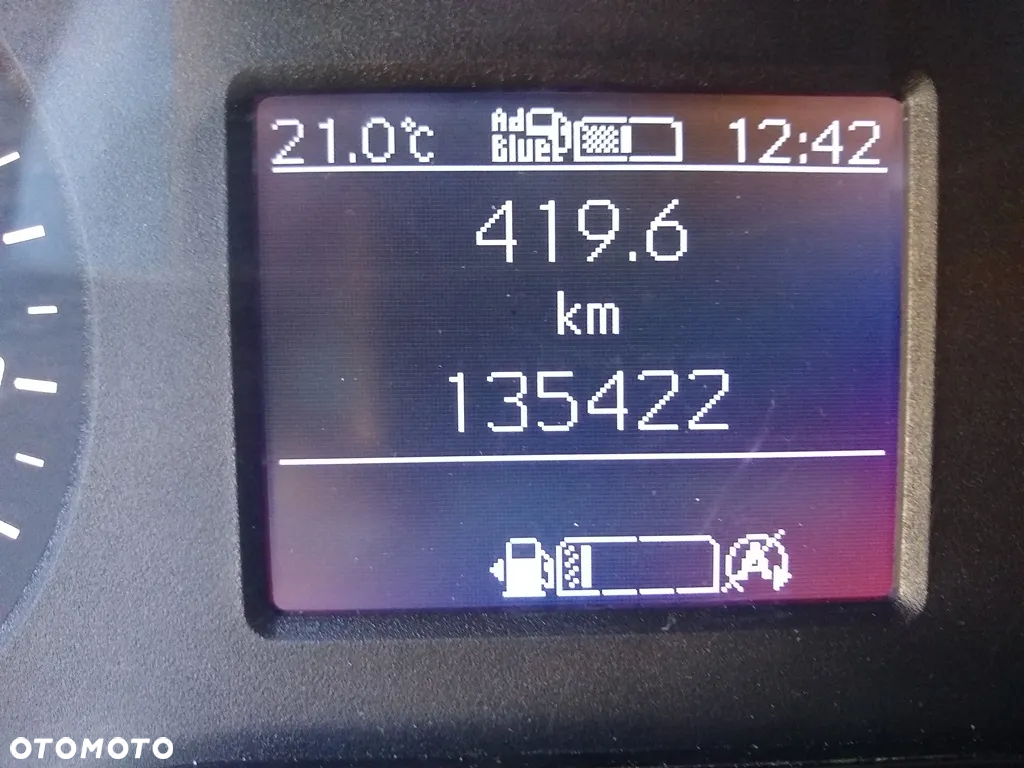 21.0°C Ad Blue 12:42
419.6
km
135422
A
OTOMOTO